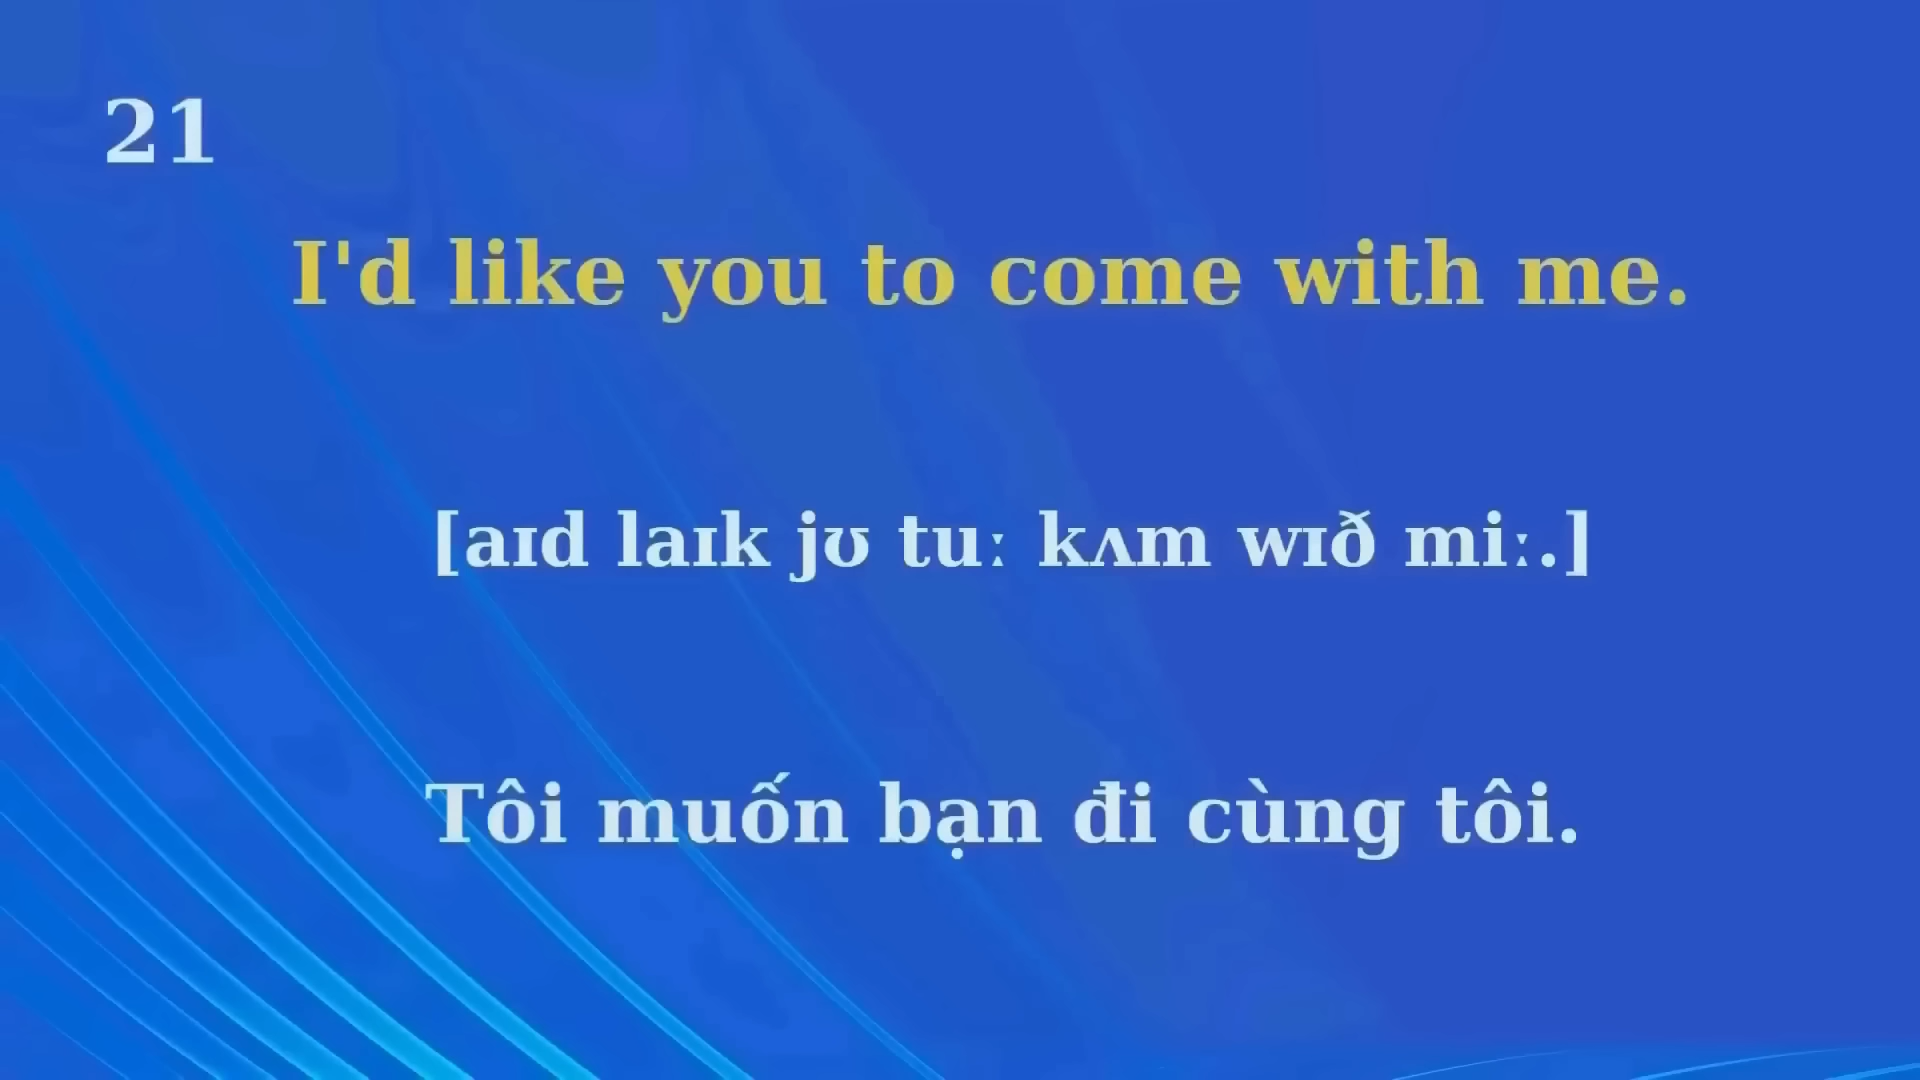 21
I'd like you to come with me.
[aɪd laɪk jʊ tuː kʌm wɪð miː.]
Tôi muốn bạn đi cùng tôi.